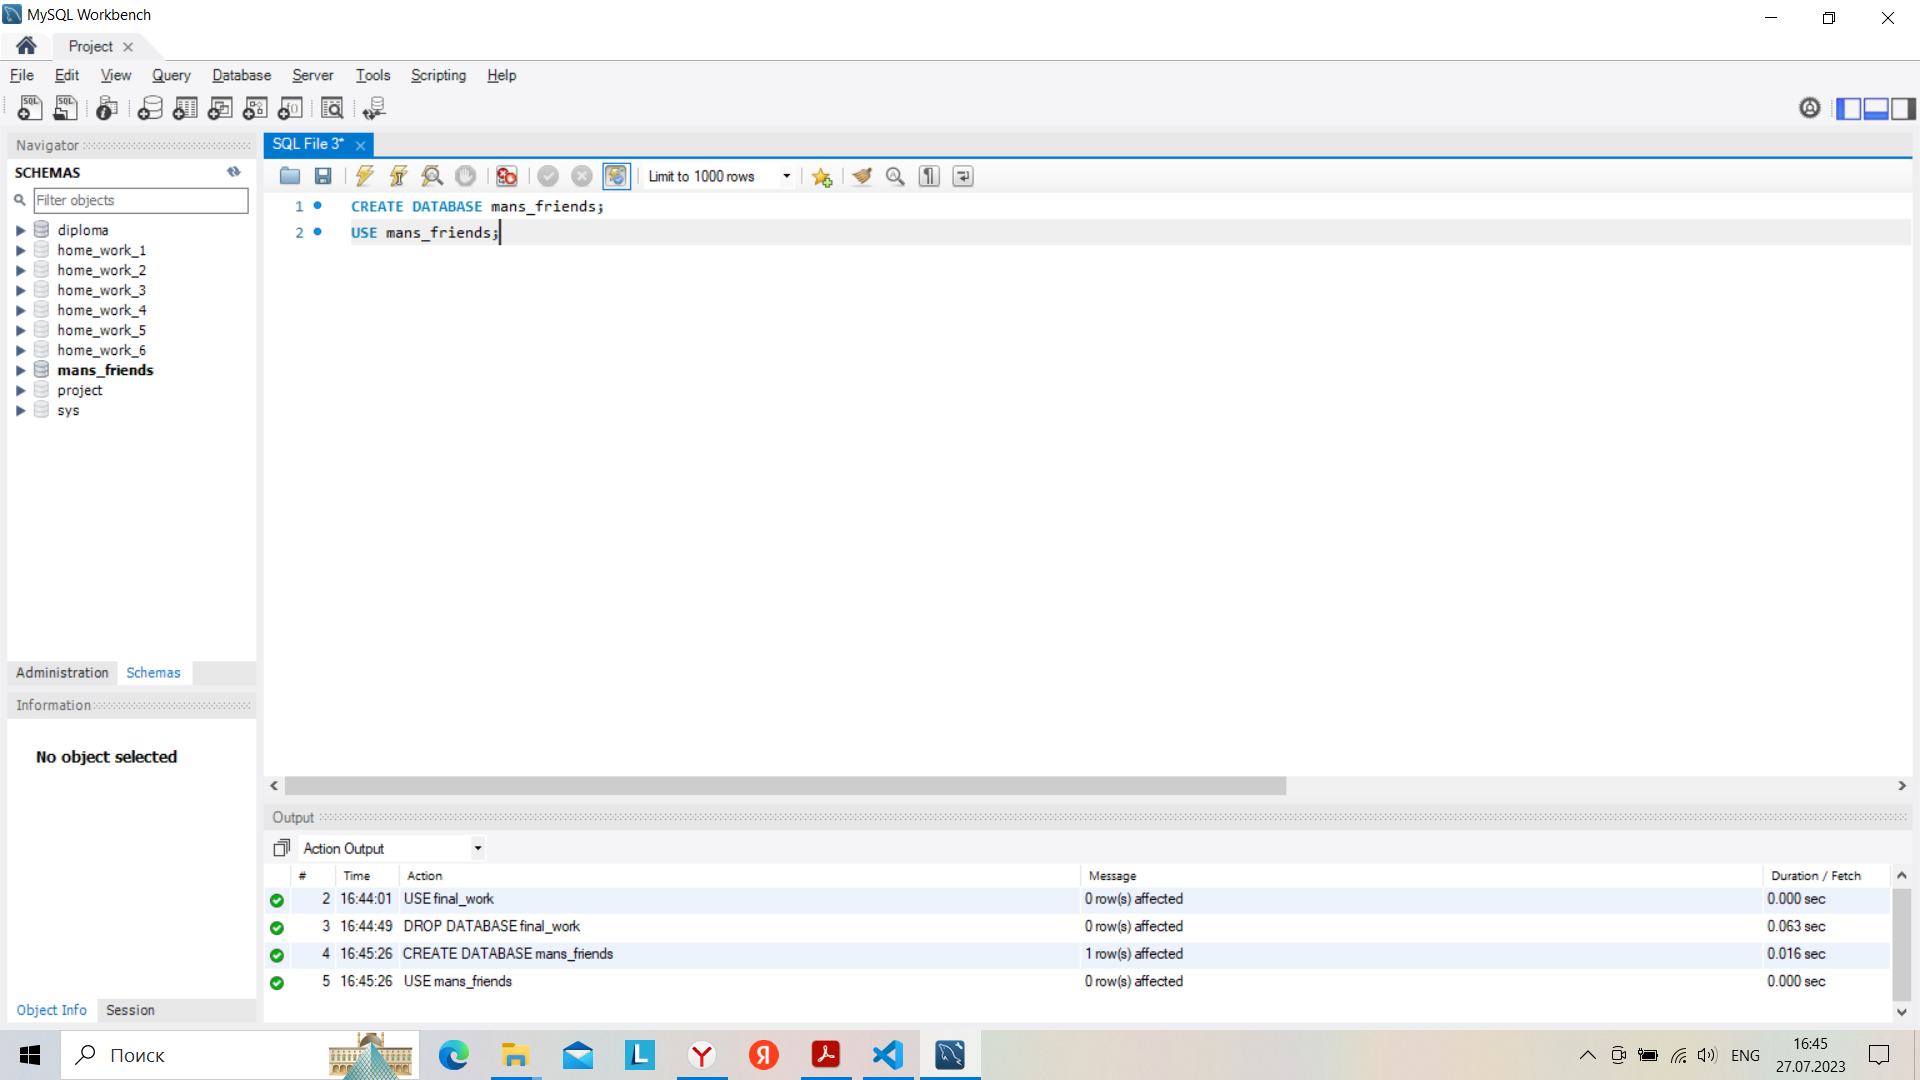 MySQL Workbench
Project
File Edit View Query Database Server Tools Scripting Help
Navigator
SCHEMAS
Filter objects
diploma
home_work_1
home_work_2
home_work_3
home_work_4
home_work_5
home_work_6
mans_friends
project
sys
Administration Schemas
Information
No object selected
Object Info Session
SQL File 3*
Limit to 1000 rows
1 CREATE DATABASE mans_friends;
2 USE mans_friends;
Output
Action Output
# Time Action Message Duration / Fetch
2 16:44:01 USE final_work 0 row(s) affected 0.000 sec
3 16:44:49 DROP DATABASE final_work 0 row(s) affected 0.063 sec
4 16:45:26 CREATE DATABASE mans_friends 1 row(s) affected 0.016 sec
5 16:45:26 USE mans_friends 0 row(s) affected 0.000 sec
Поиск
ENG
16:45
27.07.2023